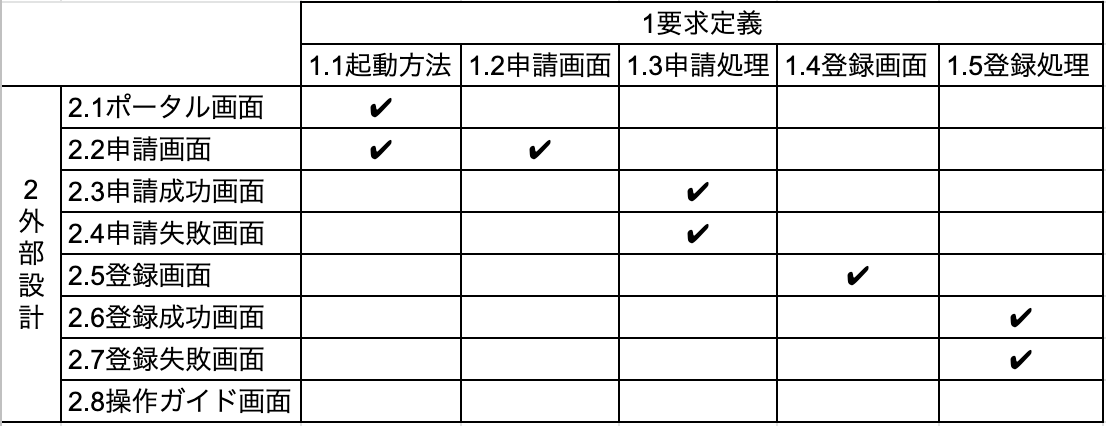 1要求定義
1.1起動方法 1.2申請画面 1.3申請処理 1.4登録画面 1.5登録処理
2外部設計
2.1ポータル画面 ✔
2.2申請画面 ✔ ✔
2.3申請成功画面 ✔
2.4申請失敗画面 ✔
2.5登録画面 ✔
2.6登録成功画面 ✔
2.7登録失敗画面 ✔
2.8操作ガイド画面